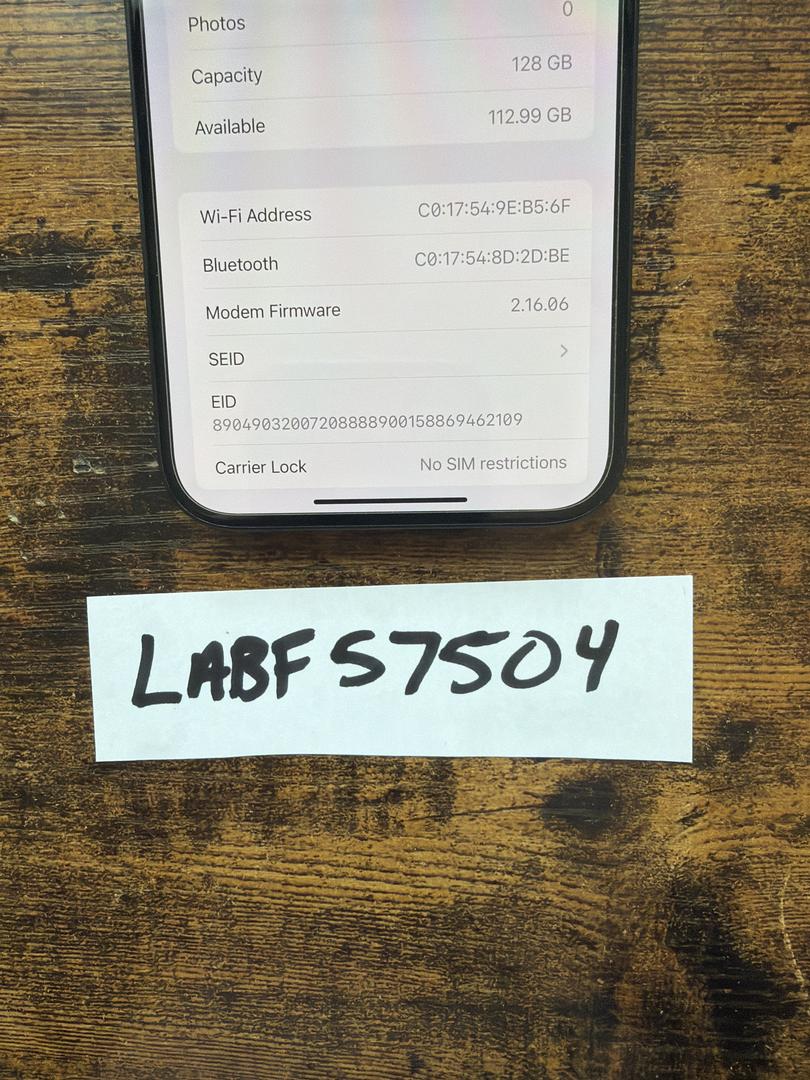 Photos 0
Capacity 128 GB
Available 112.99 GB
Wi-Fi Address C0:17:54:9E:B5:6F
Bluetooth C0:17:54:8D:2D:BE
Modem Firmware 2.16.06
SEID
EID
89049032007208888900158869462109
Carrier Lock No SIM restrictions
LABF57504